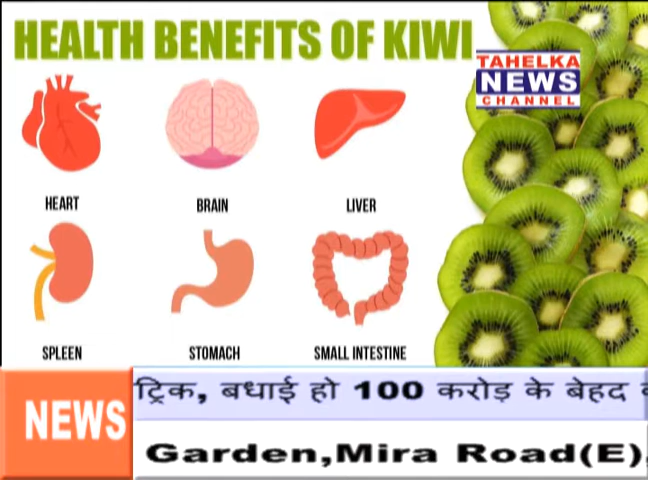 HEALTH BENEFITS OF KIWI
TAHELKA
NEWS
CHANNEL
HEART
BRAIN
LIVER
SPLEEN
STOMACH
SMALL INTESTINE
NEWS
ट्रिक, बधाई हो 100 करोड़ के बेहद
Garden,Mira Road(E),